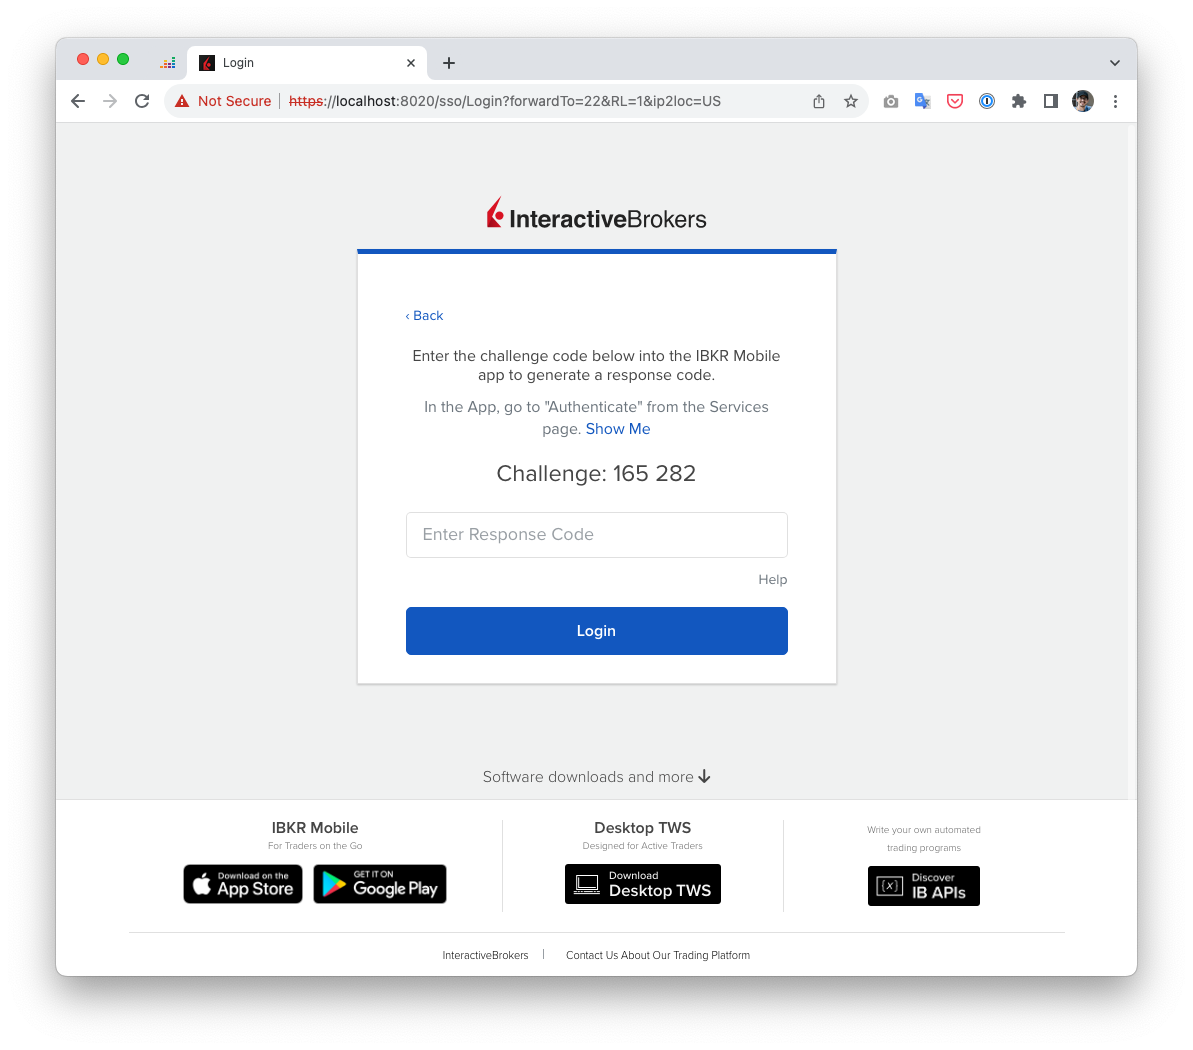 Login
Not Secure
https://localhost:8020/sso/Login?forwardTo=22&RL=1&ip2loc=US
InteractiveBrokers
‹ Back
Enter the challenge code below into the IBKR Mobile
app to generate a response code.
In the App, go to "Authenticate" from the Services
page. Show Me
Challenge: 165 282
Enter Response Code
Help
Login
Software downloads and more
IBKR Mobile
For Traders on the Go
Download on the
App Store
GET IT ON
Google Play
Desktop TWS
Designed for Active Traders
Download
Desktop TWS
Write your own automated
trading programs
{x}
Discover
IB APIs
InteractiveBrokers
Contact Us About Our Trading Platform